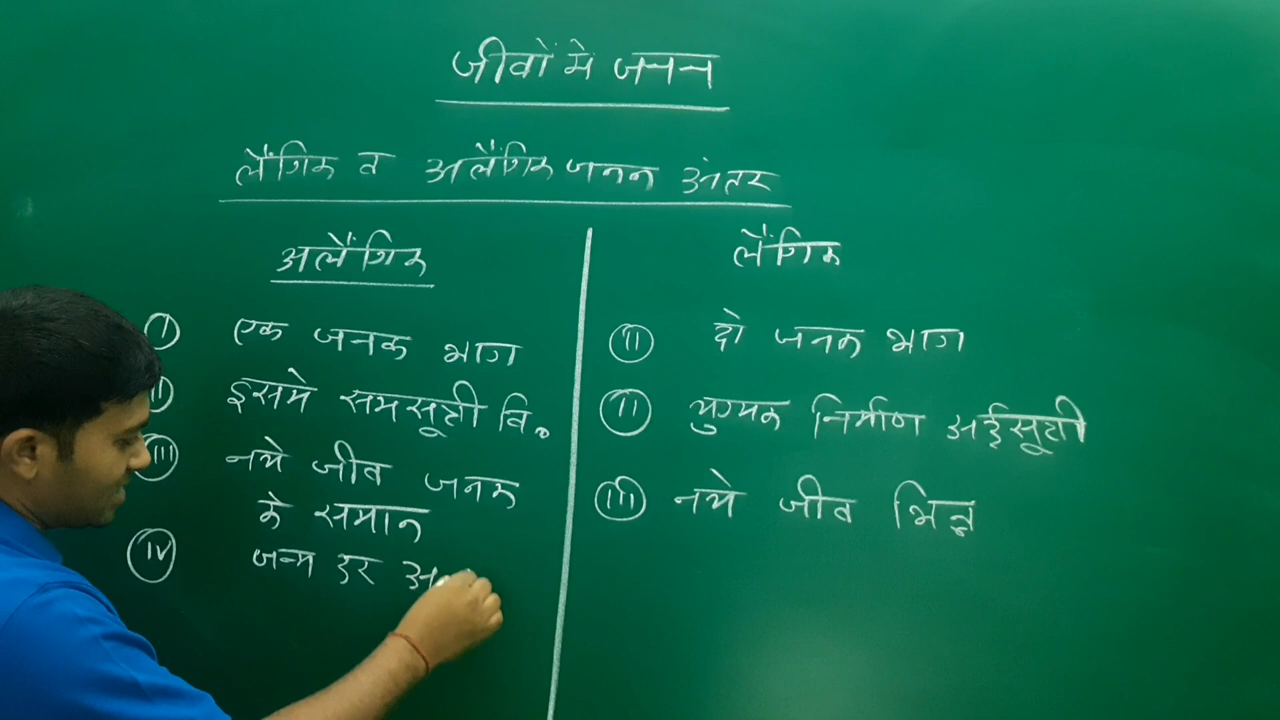 जीवों मे जनन
लैंगिक व अलैंगिक जनन अंतर
अलैंगिक
I एक जनक भाग
II इसमे समसूत्री वि॰
III नये जीव जनक
के समान
IV जन्म दर अ
लैंगिक
II दो जनक भाग
II युग्मक निर्माण अर्द्धसूत्री
III नये जीव भिन्न